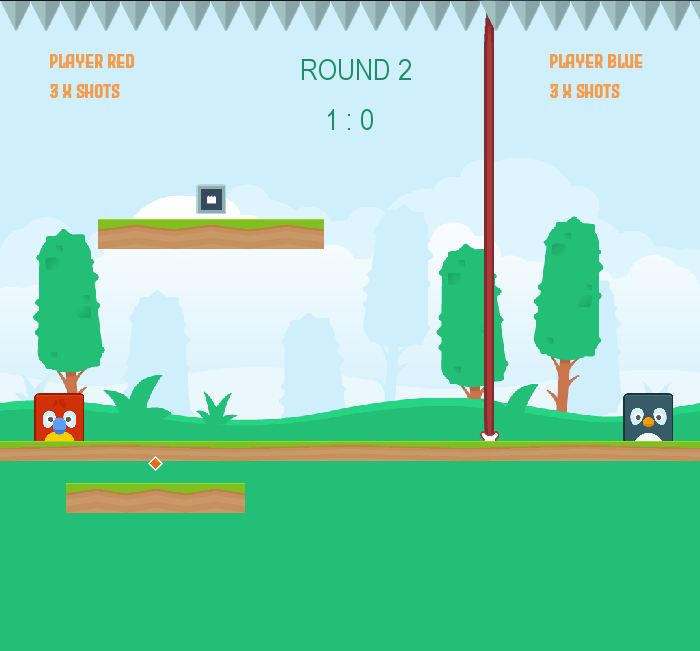 PLAYER RED
3 X SHOTS
ROUND 2
1 : 0
PLAYER BLUE
3 X SHOTS